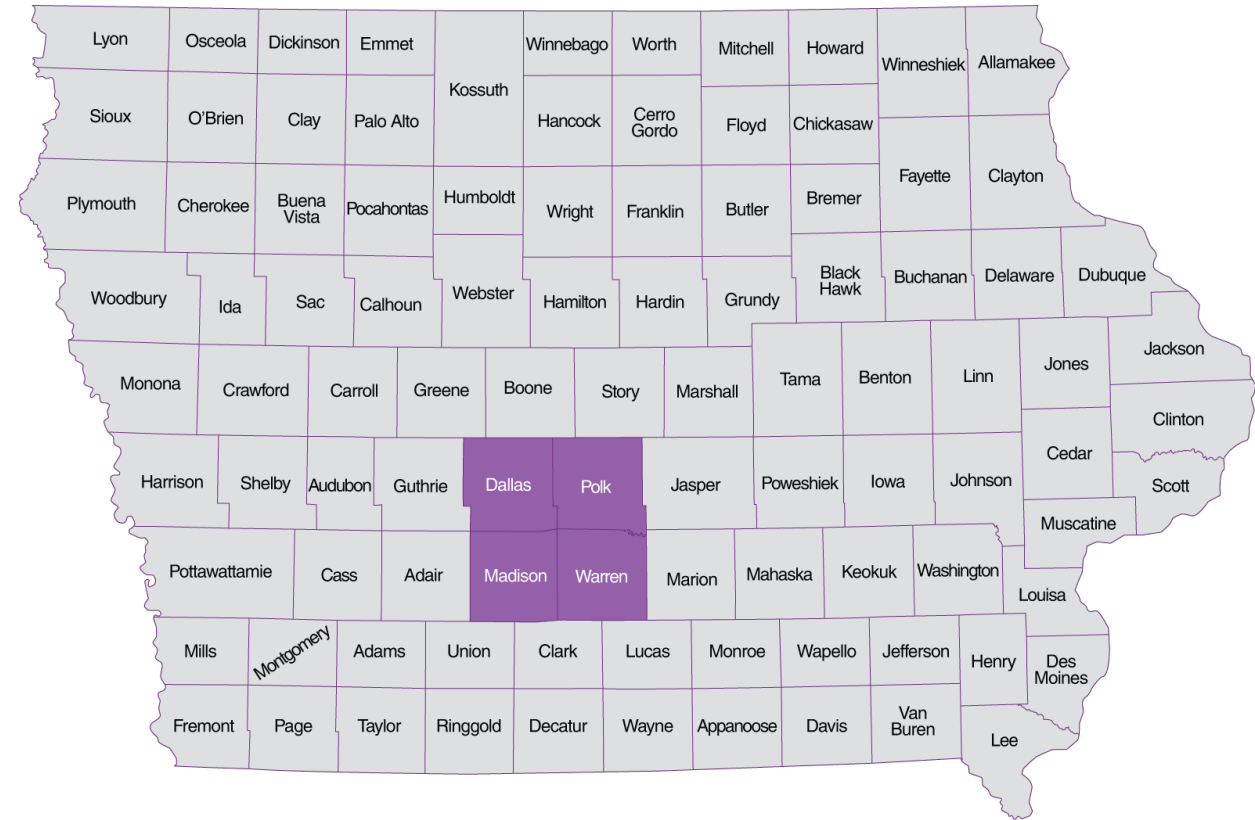 Lyon
Osceola
Dickinson
Emmet
Kossuth
Winnebago
Worth
Mitchell
Howard
Winneshiek
Allamakee
Sioux
O'Brien
Clay
Palo Alto
Hancock
Cerro
Gordo
Floyd
Chickasaw
Fayette
Clayton
Plymouth
Cherokee
Buena
Vista
Pocahontas
Humboldt
Wright
Franklin
Butler
Bremer
Woodbury
Ida
Sac
Calhoun
Webster
Hamilton
Hardin
Grundy
Black
Hawk
Buchanan
Delaware
Dubuque
Monona
Crawford
Carroll
Greene
Boone
Story
Marshall
Tama
Benton
Linn
Jones
Jackson
Clinton
Harrison
Shelby
Audubon
Guthrie
Dallas
Polk
Jasper
Poweshiek
Iowa
Johnson
Cedar
Scott
Muscatine
Pottawattamie
Cass
Adair
Madison
Warren
Marion
Mahaska
Keokuk
Washington
Louisa
Mills
Montgomery
Adams
Union
Clark
Lucas
Monroe
Wapello
Jefferson
Henry
Des
Moines
Fremont
Page
Taylor
Ringgold
Decatur
Wayne
Appanoose
Davis
Van
Buren
Lee